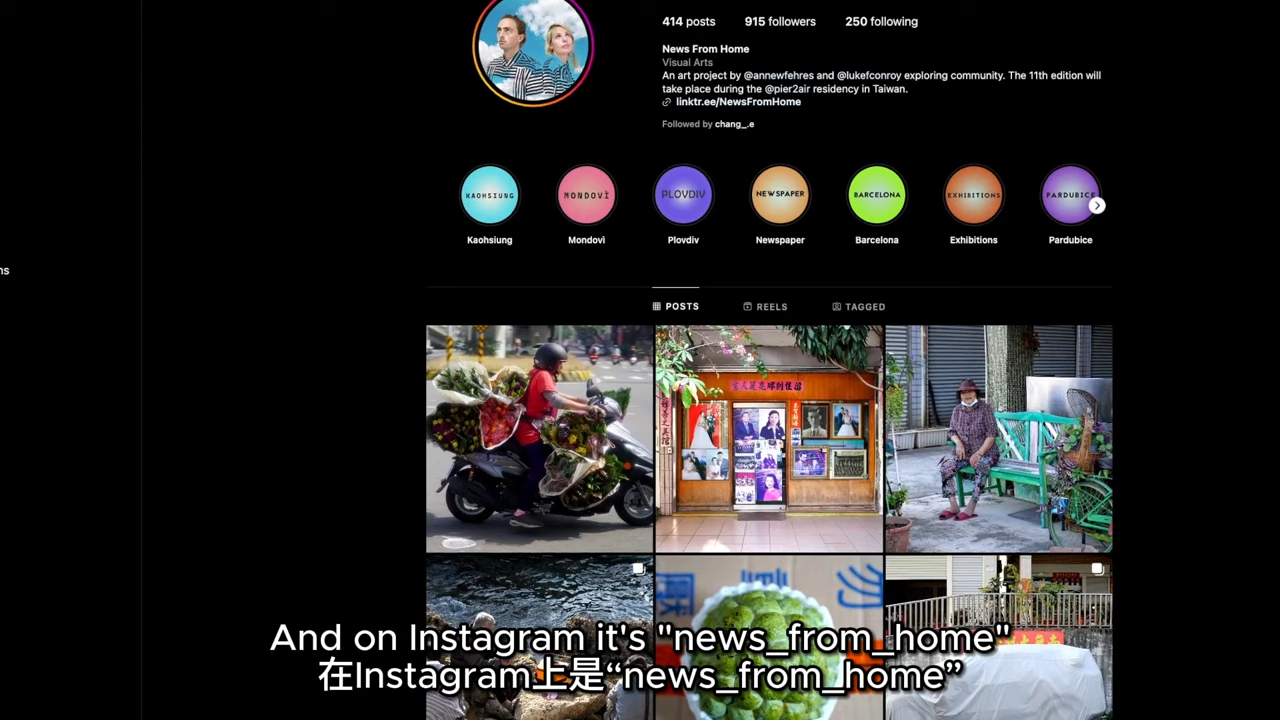 414 posts 915 followers 250 following
News From Home
Visual Arts
An art project by @annewfehres and @lukefconroy exploring community. The 11th edition will
take place during the @pier2air residency in Taiwan.
linktr.ee/NewsFromHome
Followed by chang_.e
KAOHSIUNG MONDOVÌ PLOVDIV NEWSPAPER BARCELONA EXHIBITIONS PARDUBICE
Kaohsiung Mondovì Plovdiv Newspaper Barcelona Exhibitions Pardubice
ns
POSTS REELS TAGGED
And on Instagram it's "news_from_home"
在Instagram上是“news_from_home”